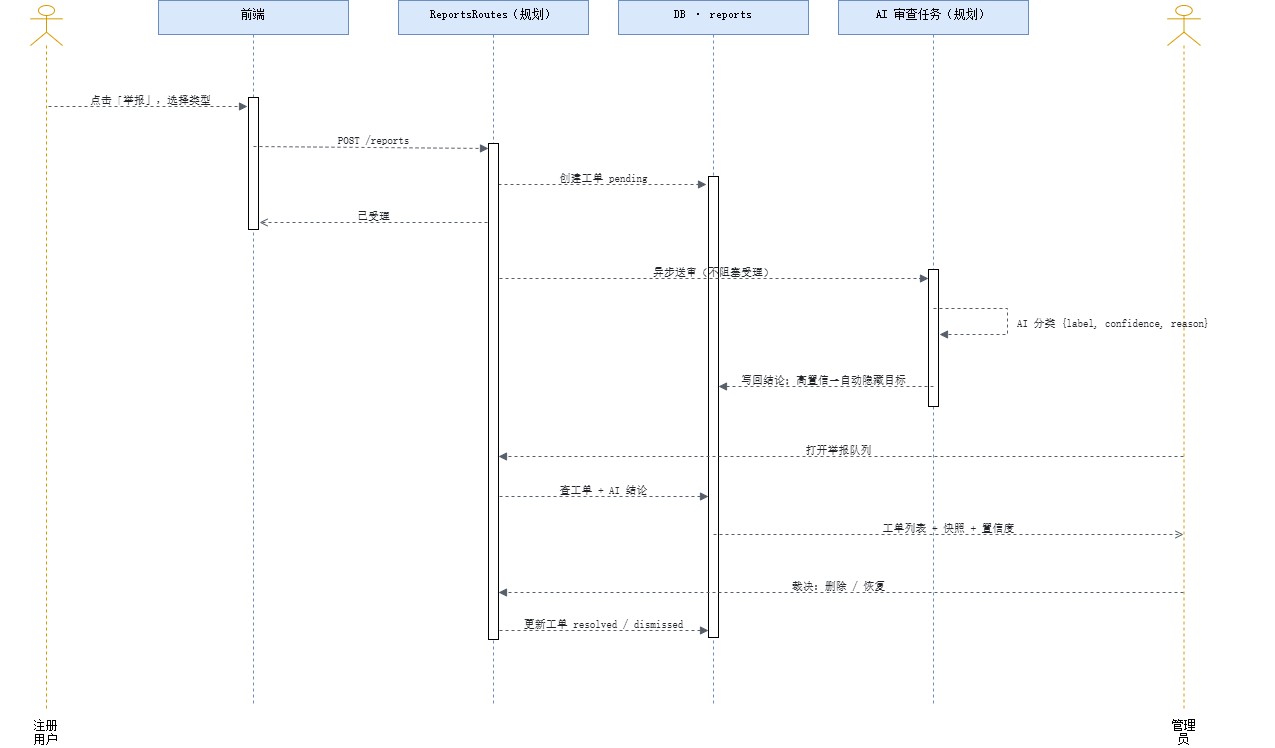 前端
ReportsRoutes（规划）
DB · reports
AI 审查任务（规划）
点击「举报」，选择类型
POST /reports
创建工单 pending
已受理
异步送审（不阻塞受理）
AI 分类 {label, confidence, reason}
写回结论；高置信→自动隐藏目标
打开举报队列
查工单 + AI 结论
工单列表 + 快照 + 置信度
裁决：删除 / 恢复
更新工单 resolved / dismissed
注册
用户
管理
员